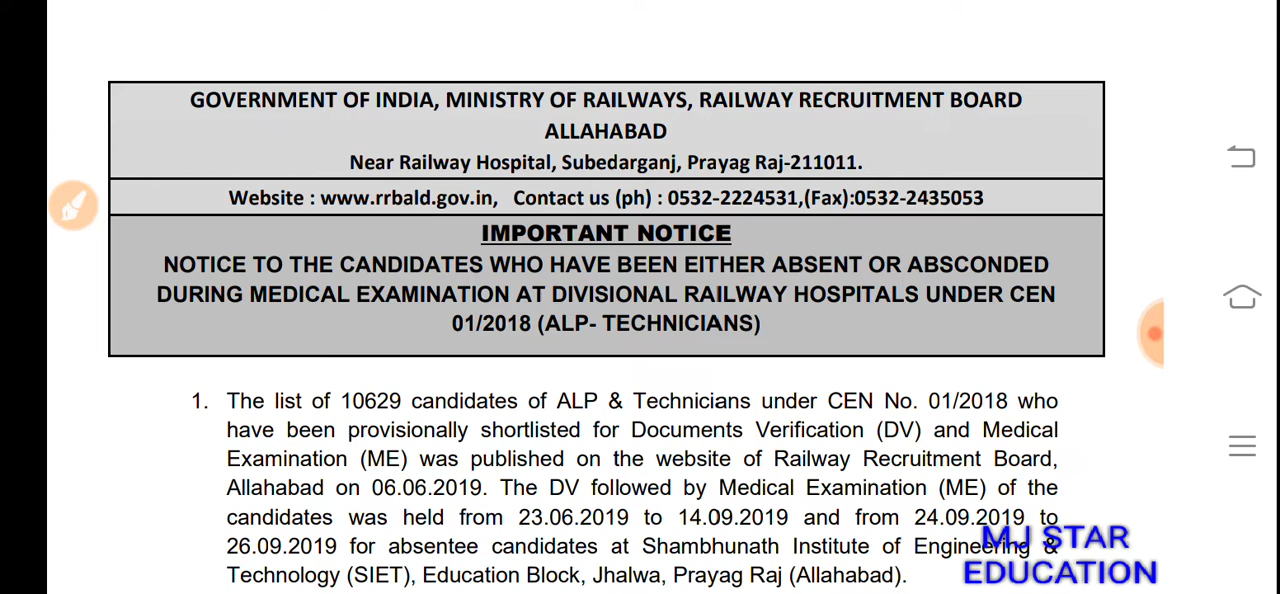 GOVERNMENT OF INDIA, MINISTRY OF RAILWAYS, RAILWAY RECRUITMENT BOARD
ALLAHABAD
Near Railway Hospital, Subedarganj, Prayag Raj-211011.
Website : www.rrbald.gov.in, Contact us (ph) : 0532-2224531,(Fax):0532-2435053
IMPORTANT NOTICE
NOTICE TO THE CANDIDATES WHO HAVE BEEN EITHER ABSENT OR ABSCONDED
DURING MEDICAL EXAMINATION AT DIVISIONAL RAILWAY HOSPITALS UNDER CEN
01/2018 (ALP- TECHNICIANS)
1. The list of 10629 candidates of ALP & Technicians under CEN No. 01/2018 who
have been provisionally shortlisted for Documents Verification (DV) and Medical
Examination (ME) was published on the website of Railway Recruitment Board,
Allahabad on 06.06.2019. The DV followed by Medical Examination (ME) of the
candidates was held from 23.06.2019 to 14.09.2019 and from 24.09.2019 to
26.09.2019 for absentee candidates at Shambhunath Institute of Engineering &
Technology (SIET), Education Block, Jhalwa, Prayag Raj (Allahabad).
MJ STAR
EDUCATION